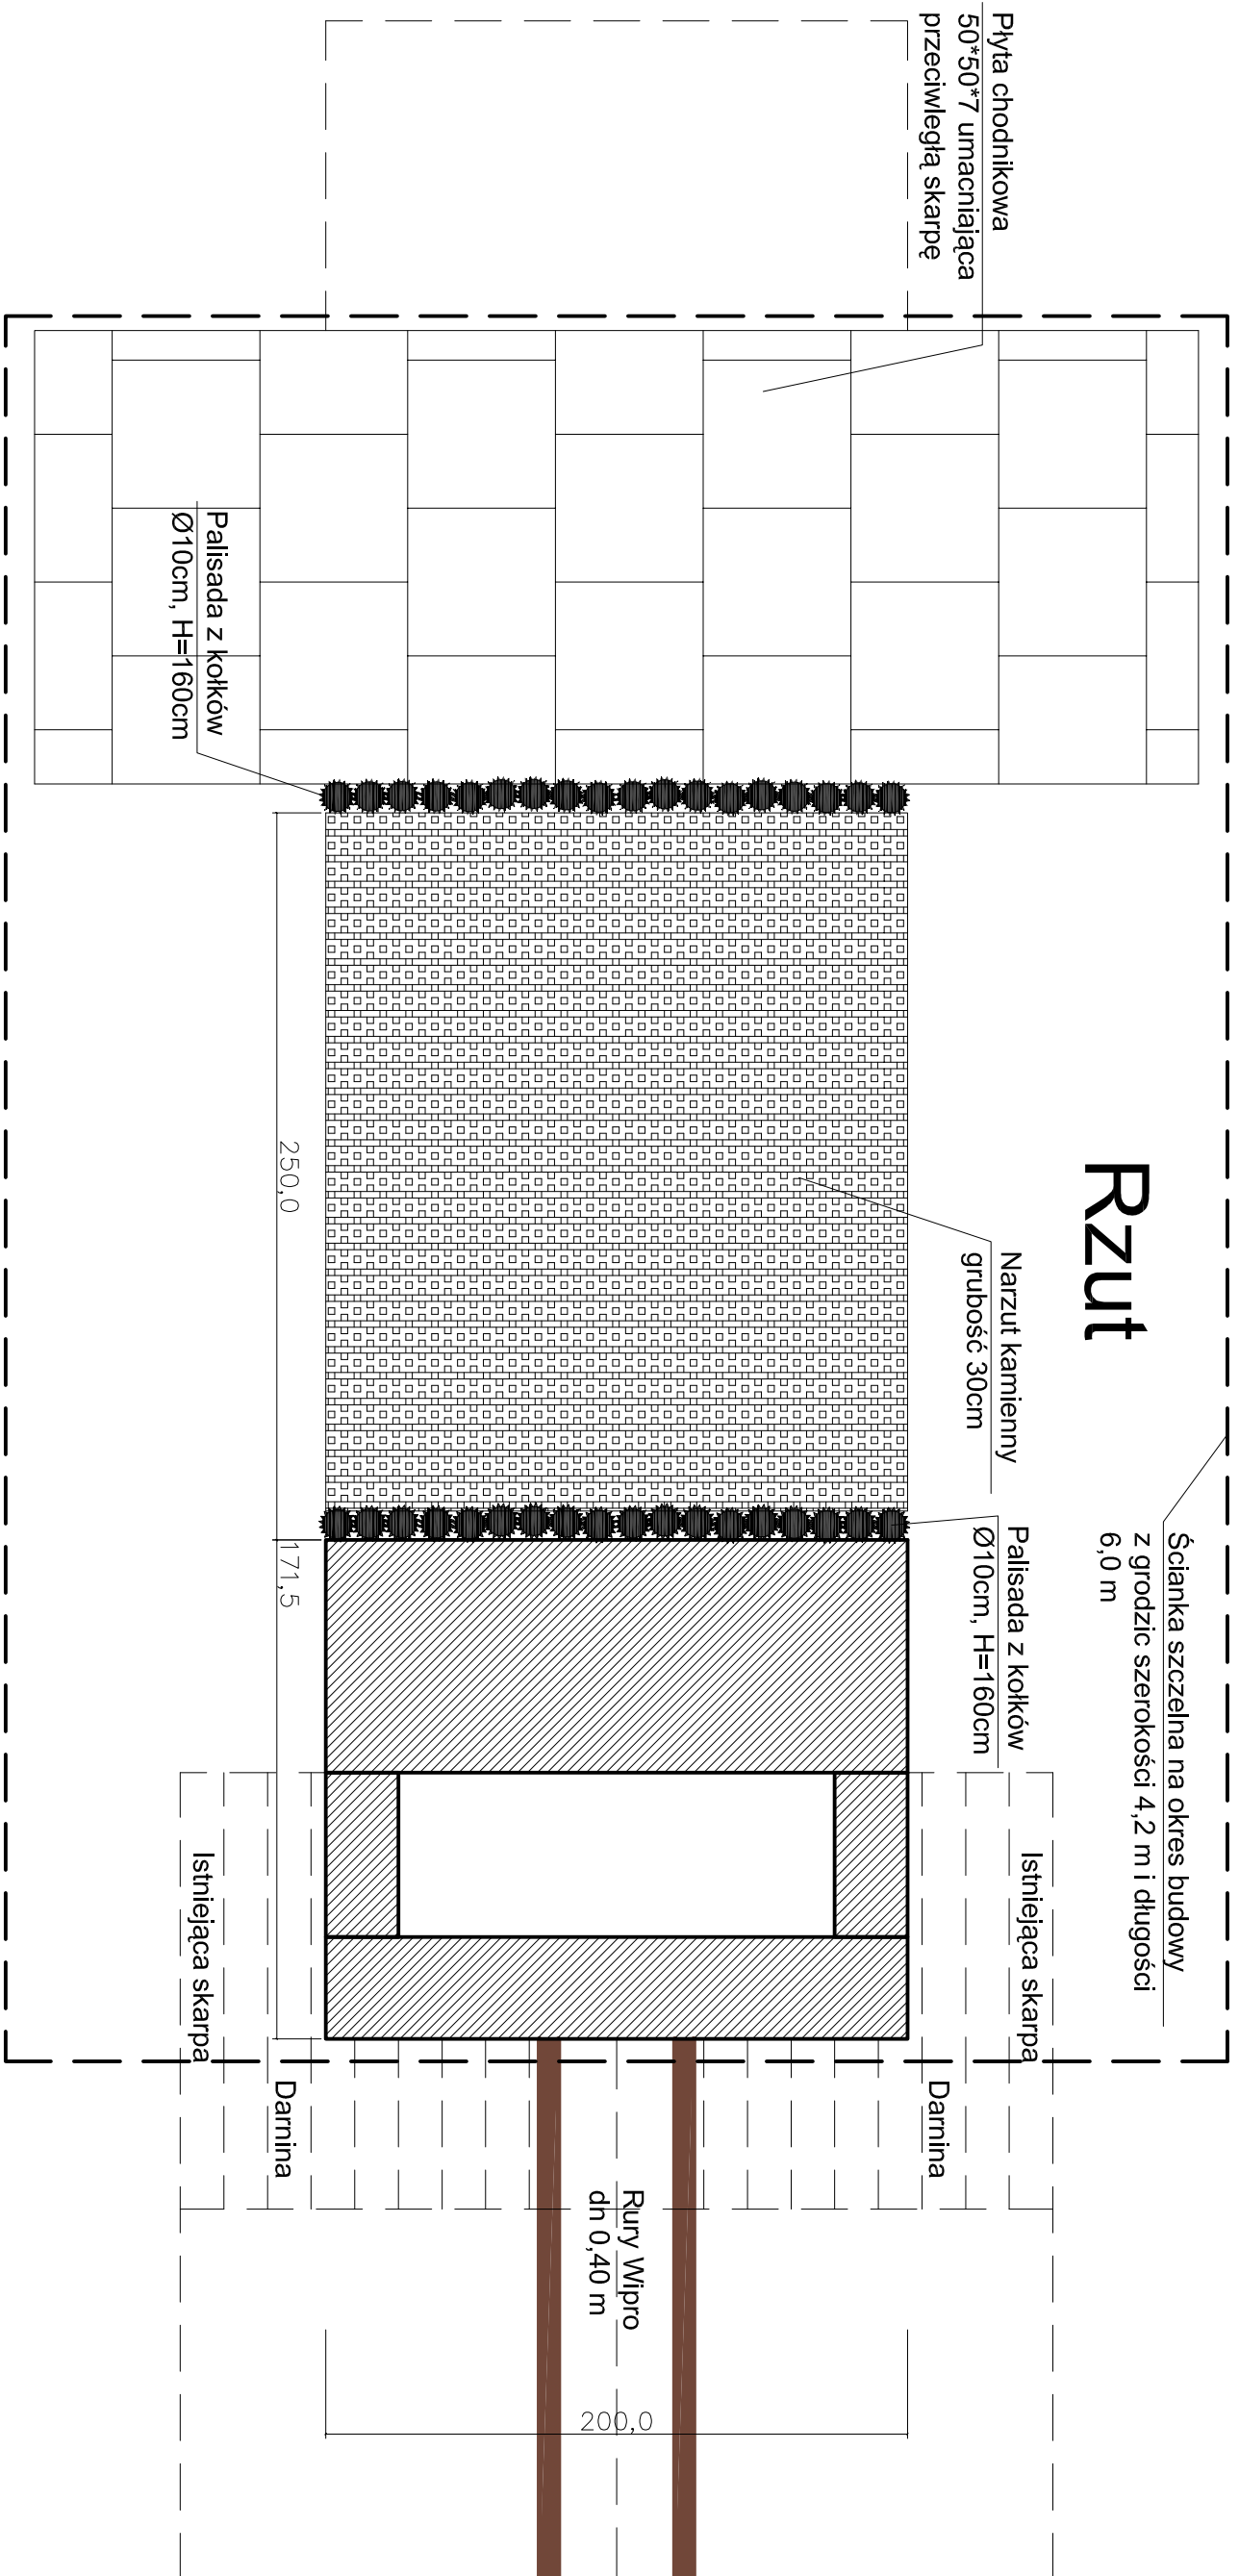 Rzut
Płyta chodnikowa
50*50*7 umacniająca
przeciwległą skarpę
Ścianka szczelna na okres budowy
z grodzic szerokości 4,2 m i długości
6,0 m
Narzut kamienny
grubość 30cm
Palisada z kołków
Ø10cm, H=160cm
Palisada z kołków
Ø10cm, H=160cm
250,0
171,5
Istniejąca skarpa
Darnina
Rury Wipro
dn 0,40 m
200,0
Istniejąca skarpa
Darnina